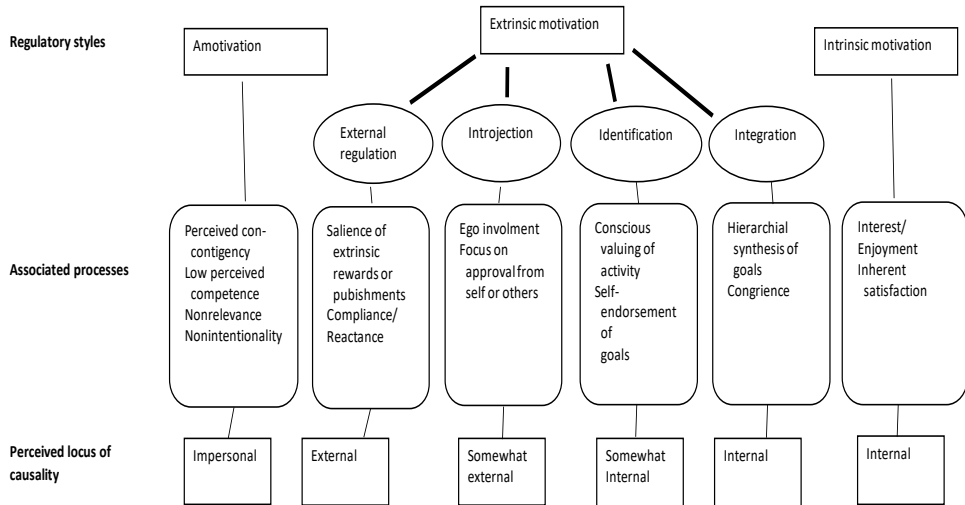 Regulatory styles
Amotivation
Extrinsic motivation
Intrinsic motivation
External
regulation
Introjection
Identification
Integration
Associated processes
Perceived con-
contigency
Low perceived
competence
Nonrelevance
Nonintentionality
Salience of
extrinsic
rewards or
pubishments
Compliance/
Reactance
Ego involment
Focus on
approval from
self or others
Conscious
valuing of
activity
Self-
endorsement
of
goals
Hierarchial
synthesis of
goals
Congrience
Interest/
Enjoyment
Inherent
satisfaction
Perceived locus of
causality
Impersonal
External
Somewhat
external
Somewhat
Internal
Internal
Internal